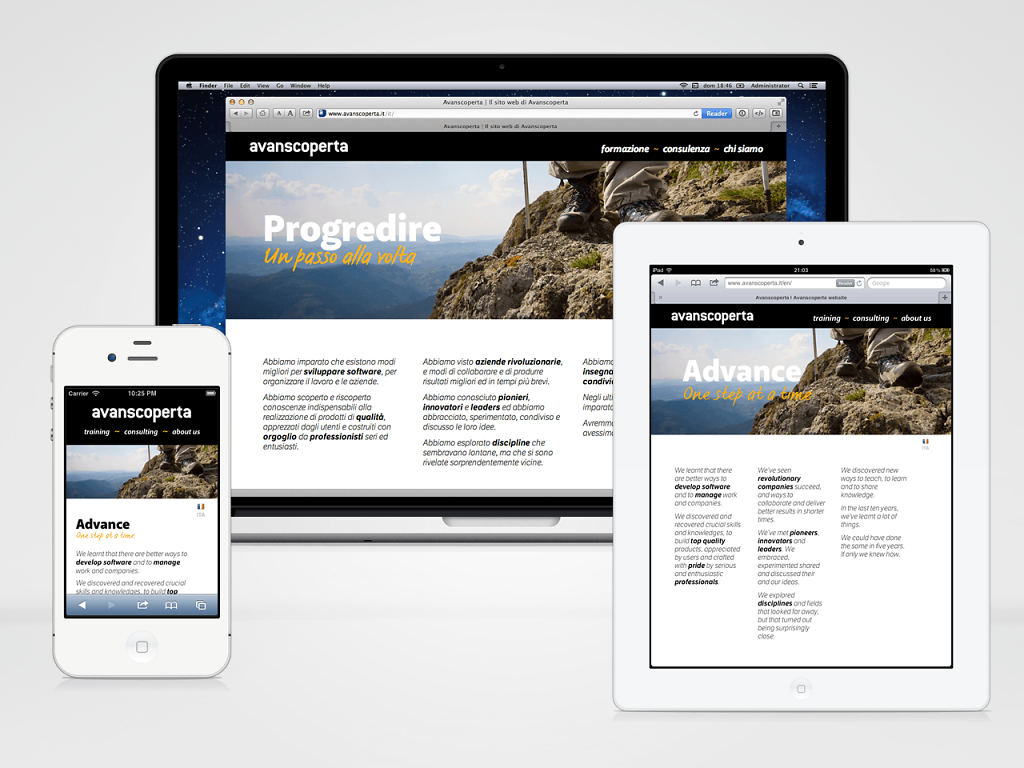 Finder File Edit View Go Window Help
dom 18:46 Administrator
Avanscoperta | Il sito web di Avanscoperta
A A
www.avanscoperta.it/it/
Reader
Avanscoperta | Il sito web di Avanscoperta
avanscoperta
formazione ~ consulenza ~ chi siamo
Progredire
Un passo alla volta
Abbiamo imparato che esistono modi
migliori per sviluppare software, per
organizzare il lavoro e le aziende.
Abbiamo scoperto e riscoperto
conoscenze indispensabili alla
realizzazione di prodotti di qualità,
apprezzati dagli utenti e costruiti con
orgoglio da professionisti seri ed
entusiasti.
Abbiamo visto aziende rivoluzionarie,
e modi di collaborare e di produrre
risultati migliori ed in tempi più brevi.
Abbiamo conosciuto pionieri,
innovatori e leaders ed abbiamo
abbracciato, sperimentato, condiviso e
discusso le loro idee.
Abbiamo esplorato discipline che
sembravano lontane, ma che si sono
rivelate sorprendentemente vicine.
Abbiamo
insegna
condivi
Negli ulti
imparato
Avremmo
avessimo
Carrier 10:25 PM
avanscoperta
training ~ consulting ~ about us
ITA
Advance
One step at a time
We learnt that there are better ways to
develop software and to manage
work and companies.
We discovered and recovered crucial
skills and knowledges, to build top
iPad 21:03 58 %
www.avanscoperta.it/en/
Reader
Google
Avanscoperta | Avanscoperta website
avanscoperta
training ~ consulting ~ about us
Advance
One step at a time
ITA
We learnt that there
are better ways to
develop software
and to manage work
and companies.
We discovered and
recovered crucial skills
and knowledges, to
build top quality
products, appreciated
by users and crafted
with pride by serious
and enthusiastic
professionals.
We've seen
revolutionary
companies succeed,
and ways to
collaborate and deliver
better results in shorter
times.
We've met pioneers,
innovators and
leaders. We
embraced,
experimented shared
and discussed their
and our ideas.
We explored
disciplines and fields
that looked far away,
but that turned out
being surprisingly
close.
We discovered new
ways to teach, to learn
and to share
knowledge.
In the last ten years,
we've learnt a lot of
things.
We could have done
the same in five years,
if only we knew how.